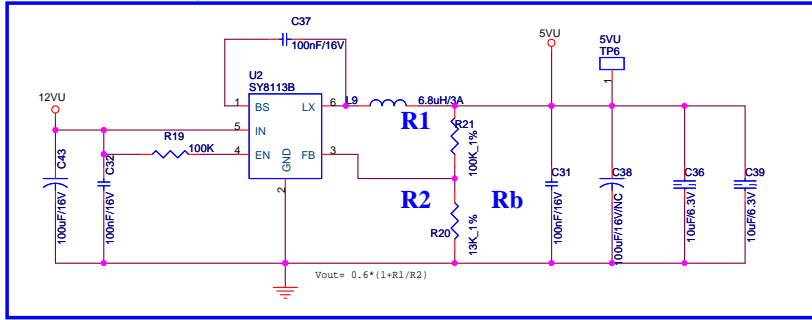 C37
100nF/16V
5VU
5VU
TP6
1
U2
SY8113B
12VU
1
BS
LX
6
L9
6.8uH/3A
R1
R21
100K_1%
5
IN
R19
100K
4
EN
GND
FB
3
2
C43
100uF/16V
C32
100nF/16V
R2
Rb
R20
13K_1%
C31
100nF/16V
C38
100uF/16V/NC
C36
10uF/6.3V
C39
10uF/6.3V
Vout= 0.6*(1+R1/R2)